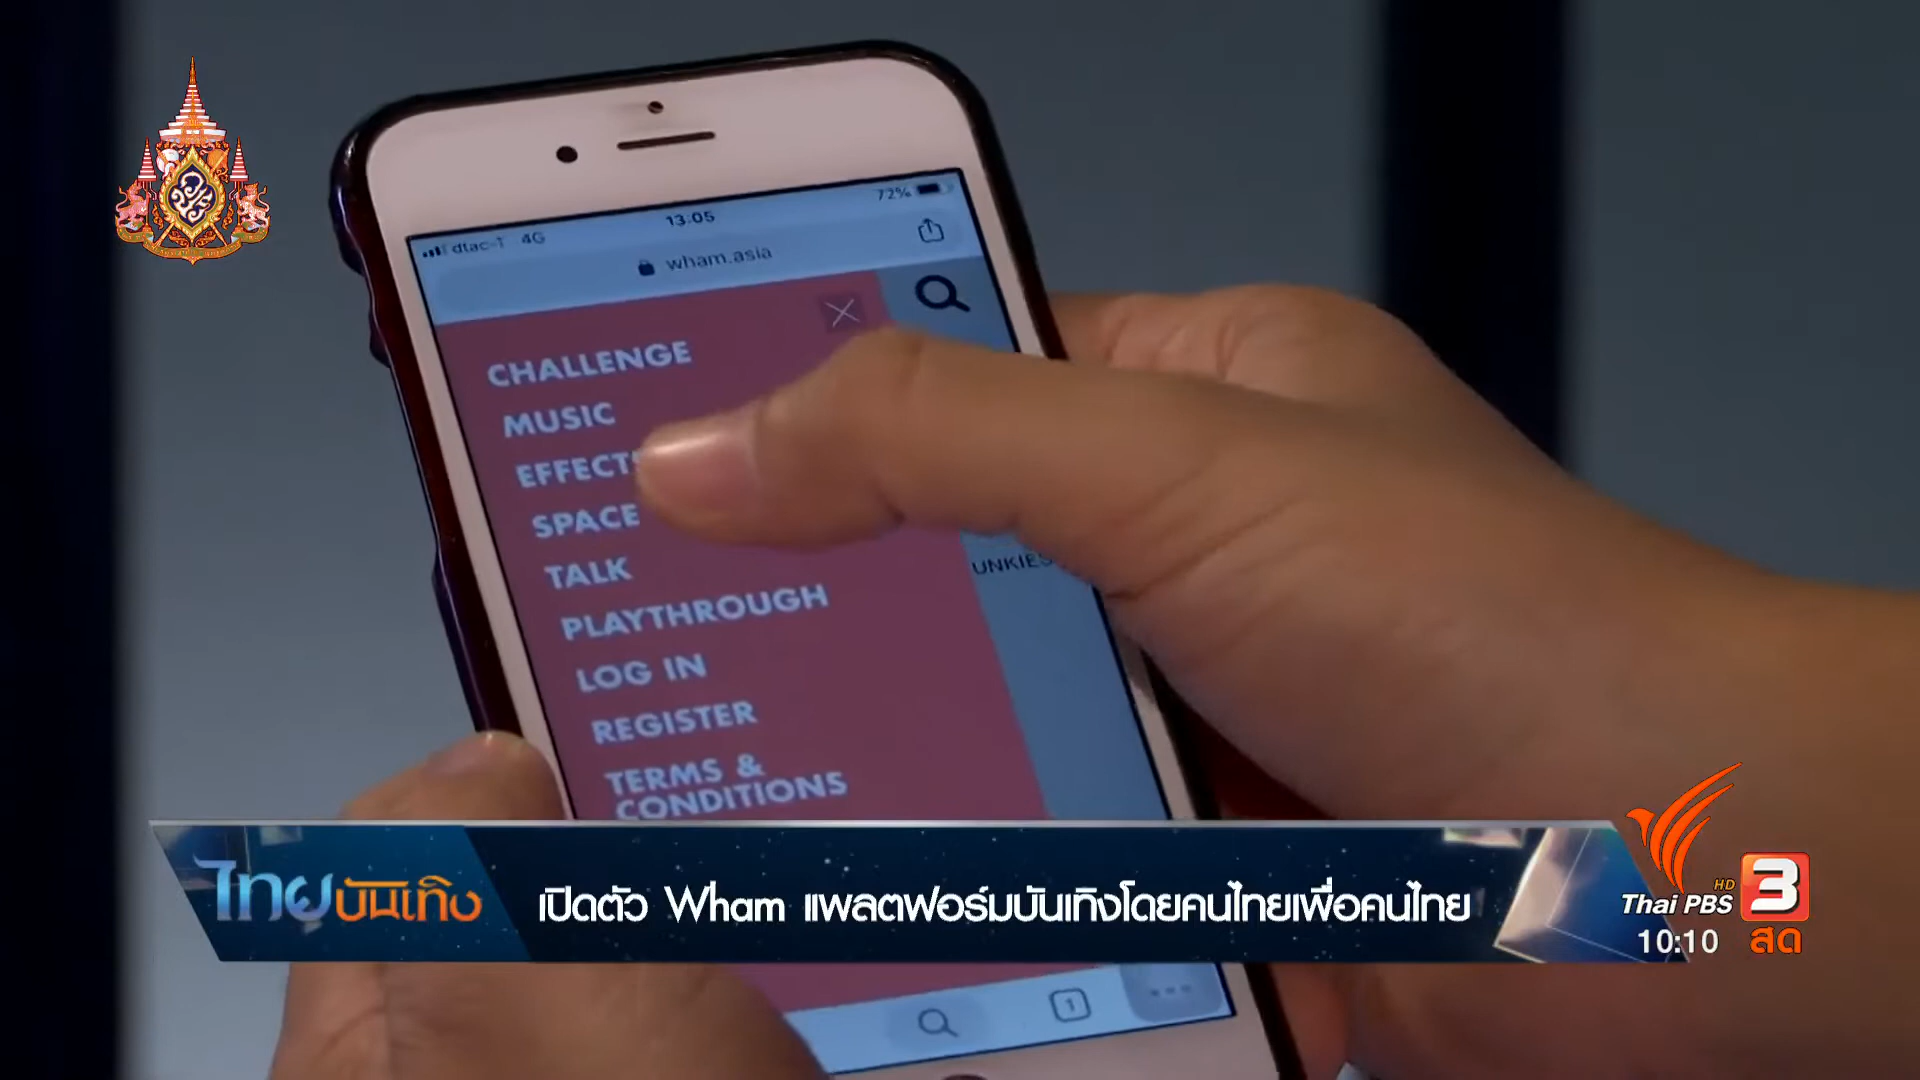 dtac-T 4G
13:05
72%
wham.asia
CHALLENGE
MUSIC
EFFECTS
SPACE
TALK
PLAYTHROUGH
LOG IN
REGISTER
TERMS &
CONDITIONS
UNKIES
ไทยบันเทิง
เปิดตัว Wham แพลตฟอร์มบันเทิงโดยคนไทยเพื่อคนไทย
HD
Thai PBS
3
10:10
สด
1